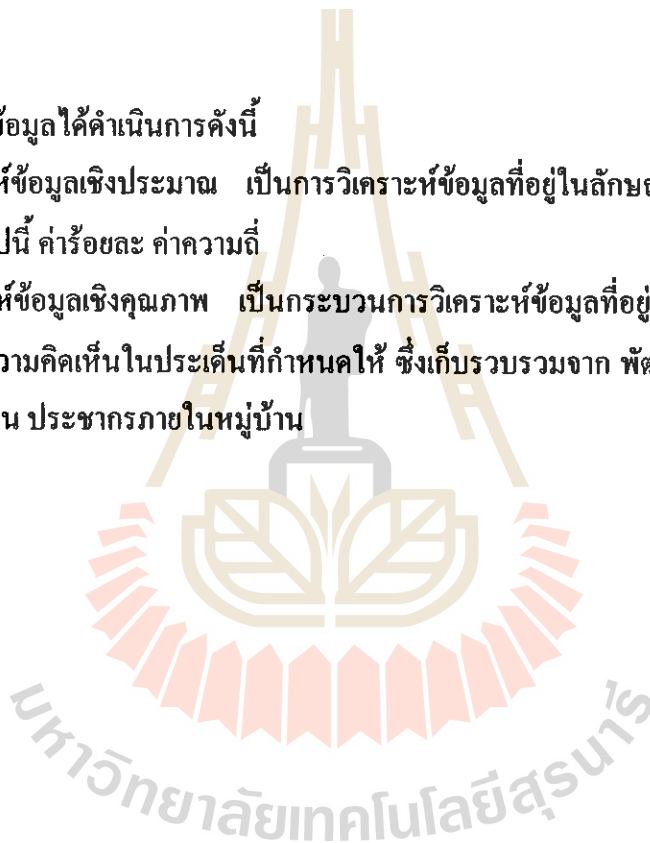 ข้อมูลได้ดำเนินการดังนี้
ห์ข้อมูลเชิงประมาณ เป็นการวิเคราะห์ข้อมูลที่อยู่ในลักษณ
ปนี้ ค่าร้อยละ ค่าความถี่
ห์ข้อมูลเชิงคุณภาพ เป็นกระบวนการวิเคราะห์ข้อมูลที่อยู่
วามคิดเห็นในประเด็นที่กำหนดให้ ซึ่งเก็บรวบรวมจาก พัฒ
น ประชากรภายในหมู่บ้าน
มหาวิทยาลัยเทคโนโลยีสุรนารี